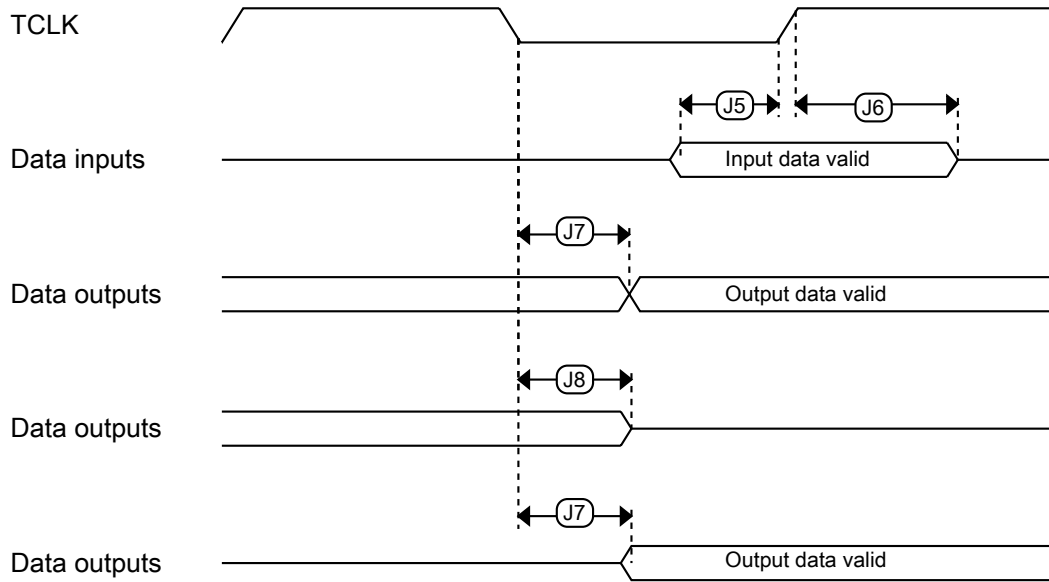 TCLK
J5
J6
Data inputs
Input data valid
J7
Data outputs
Output data valid
J8
Data outputs
J7
Data outputs
Output data valid